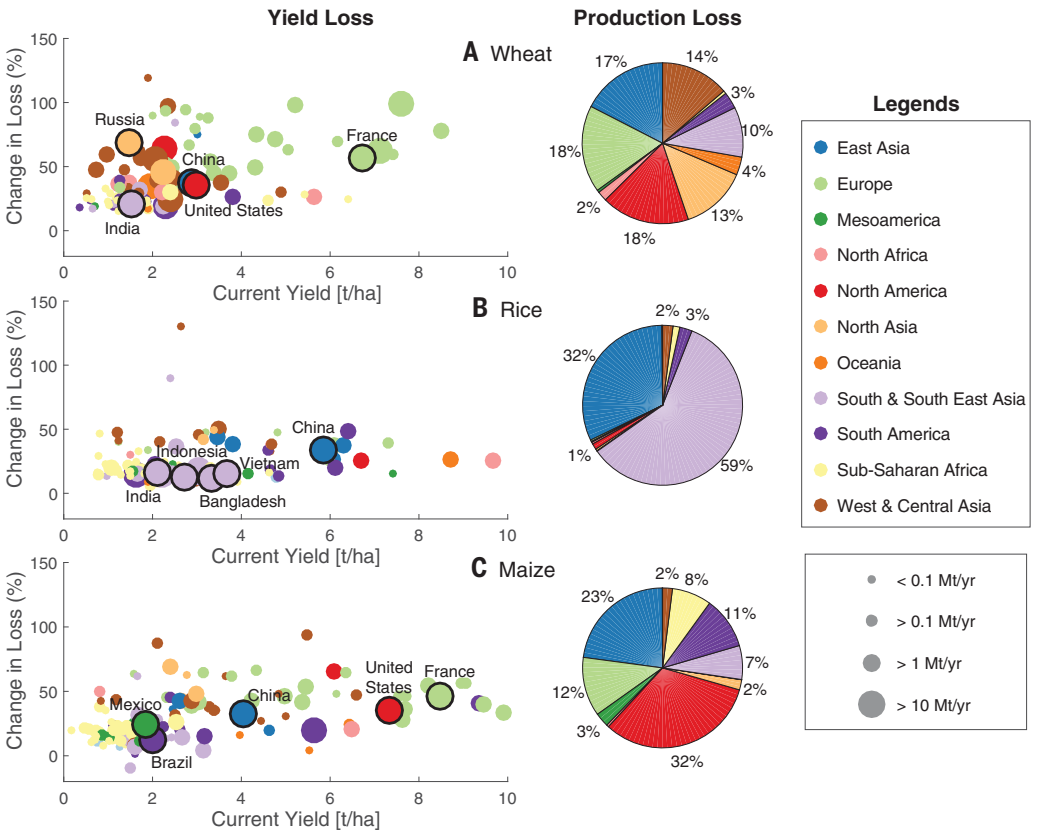 Yield Loss
Production Loss
A Wheat
Change in Loss (%)
150
100
50
0
Russia
China
France
United States
India
0 2 4 6 8 10
Current Yield [t/ha]
17%
14%
3%
10%
4%
13%
18%
2%
18%
B Rice
Change in Loss (%)
150
100
50
0
China
Indonesia
Vietnam
India
Bangladesh
0 2 4 6 8 10
Current Yield [t/ha]
2%
3%
32%
1%
59%
C Maize
Change in Loss (%)
150
100
50
0
Mexico
China
United
States
France
Brazil
0 2 4 6 8 10
Current Yield [t/ha]
2%
8%
23%
11%
7%
2%
12%
3%
32%
Legends
East Asia
Europe
Mesoamerica
North Africa
North America
North Asia
Oceania
South & South East Asia
South America
Sub-Saharan Africa
West & Central Asia
< 0.1 Mt/yr
> 0.1 Mt/yr
> 1 Mt/yr
> 10 Mt/yr